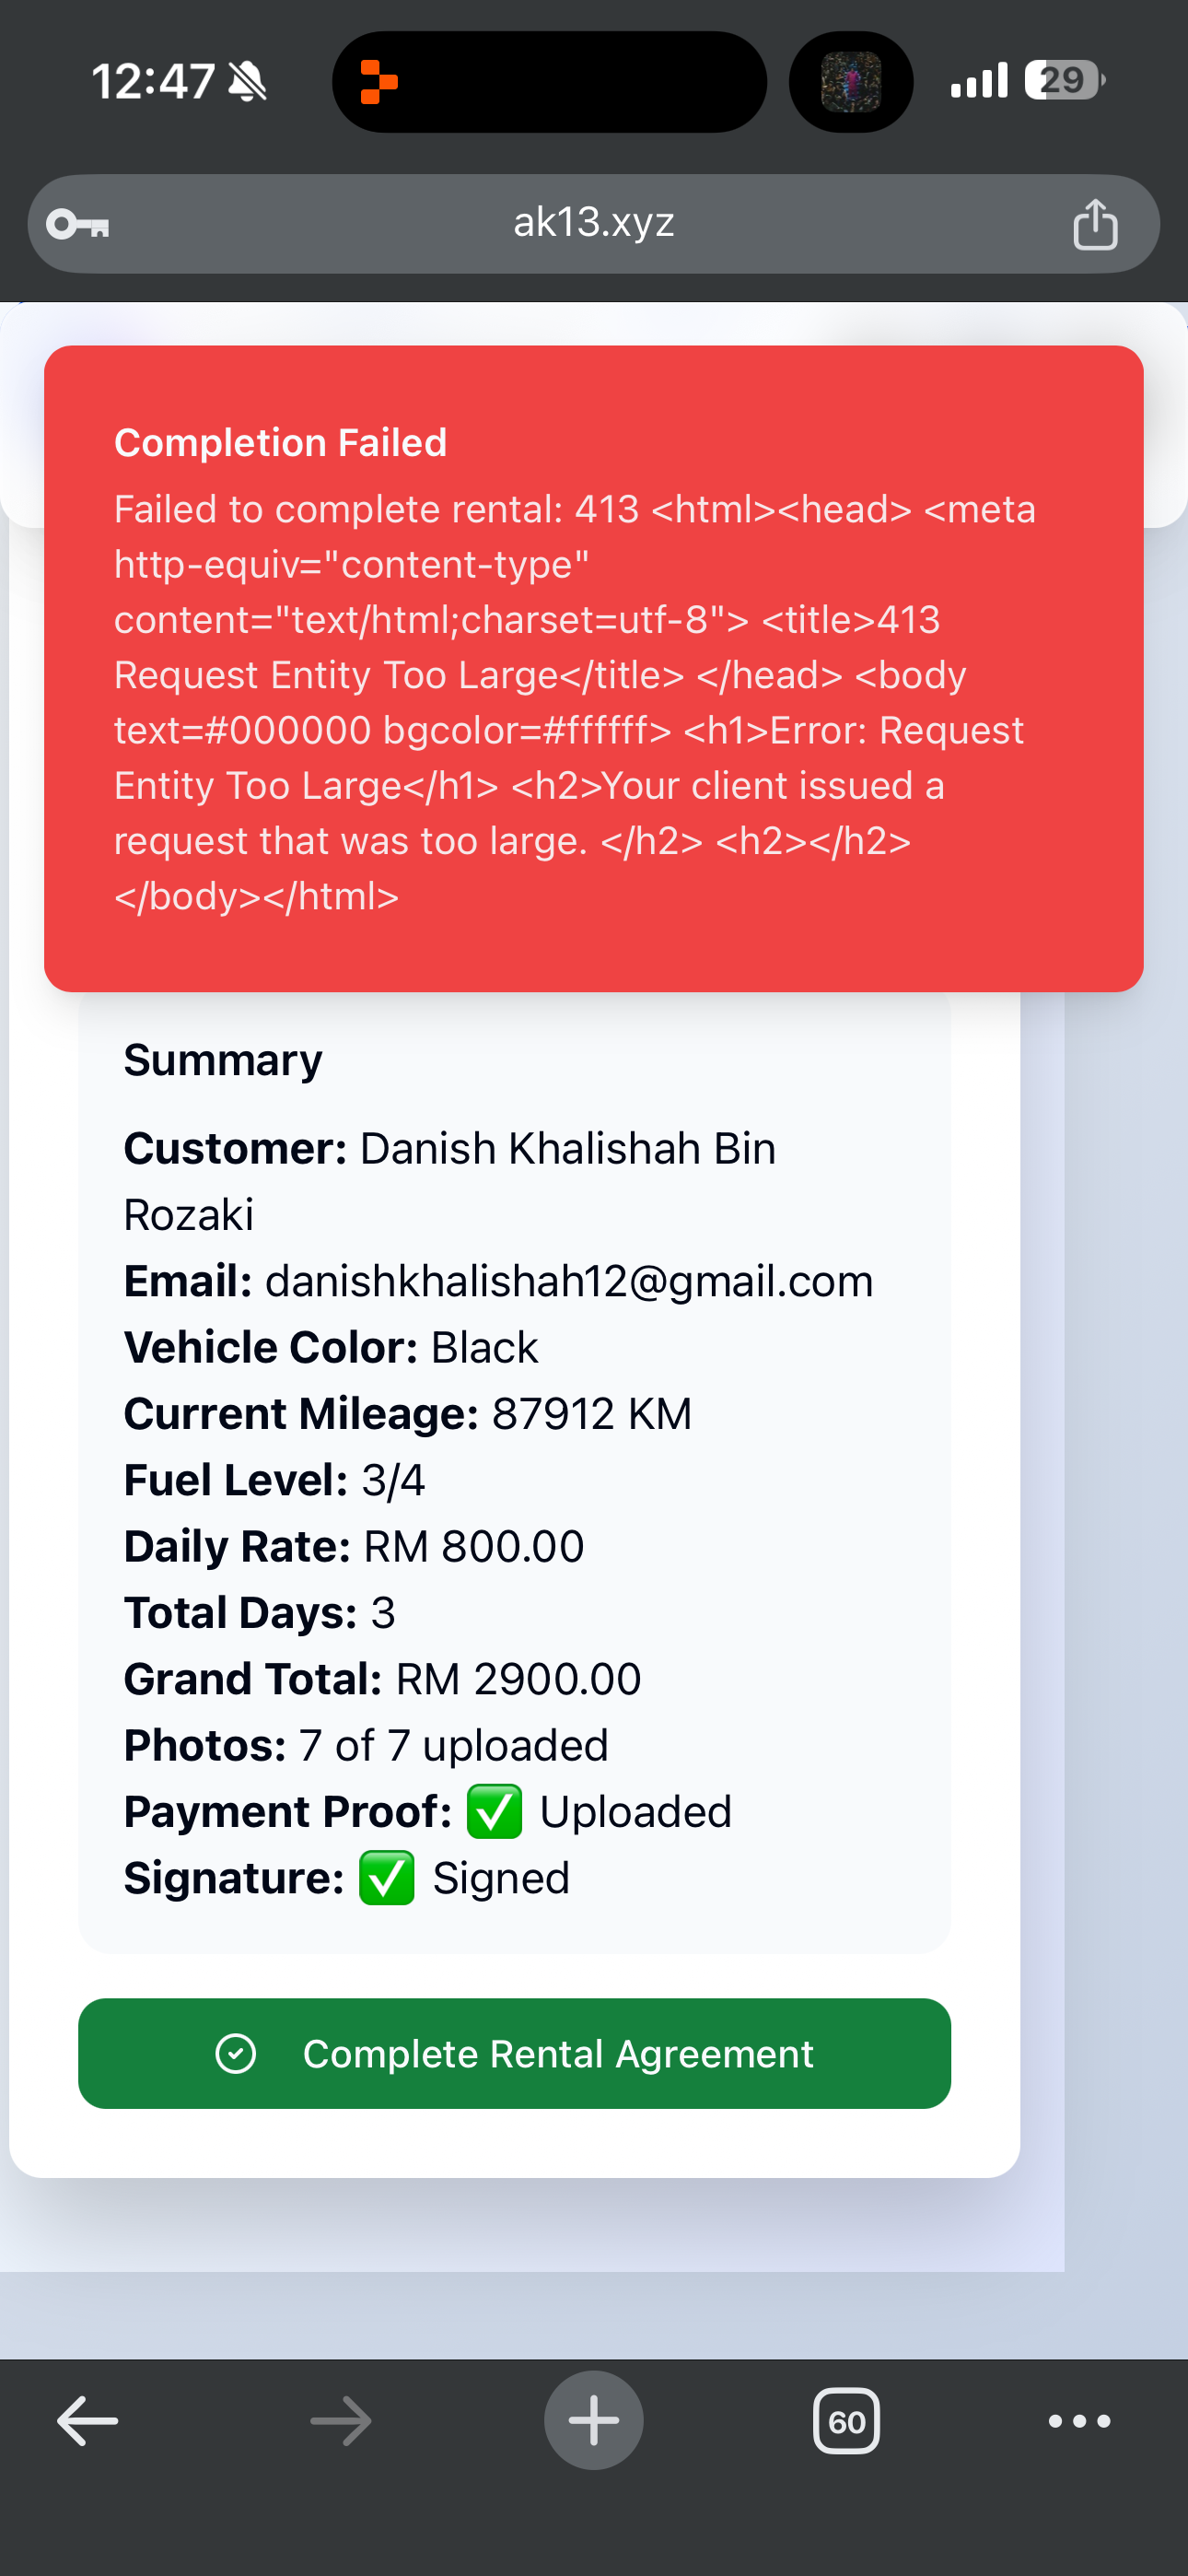 12:47
29
ak13.xyz
Completion Failed
Failed to complete rental: 413 <html><head> <meta
http-equiv="content-type"
content="text/html;charset=utf-8"> <title>413
Request Entity Too Large</title> </head> <body
text=#000000 bgcolor=#ffffff> <h1>Error: Request
Entity Too Large</h1> <h2>Your client issued a
request that was too large. </h2> <h2></h2>
</body></html>
Summary
Customer: Danish Khalishah Bin
Rozaki
Email: danishkhalishah12@gmail.com
Vehicle Color: Black
Current Mileage: 87912 KM
Fuel Level: 3/4
Daily Rate: RM 800.00
Total Days: 3
Grand Total: RM 2900.00
Photos: 7 of 7 uploaded
Payment Proof: ✅ Uploaded
Signature: ✅ Signed
Complete Rental Agreement
60